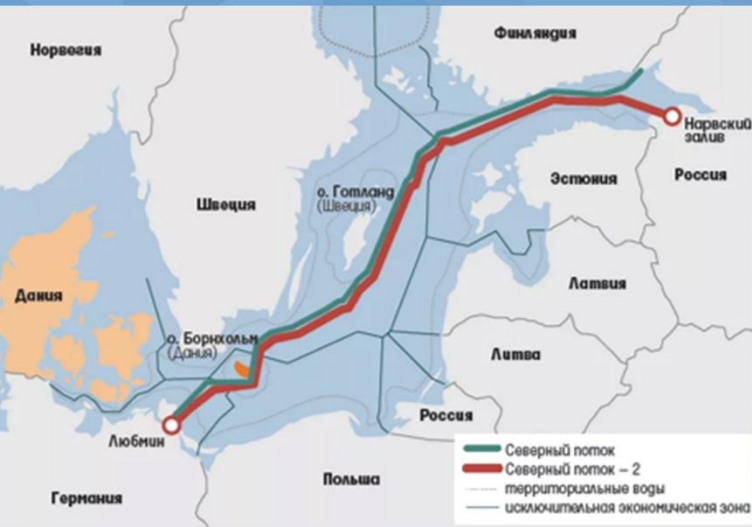 Норвегия
Финляндия
Нарвский
залив
Россия
Эстония
о. Готланд
(Швеция)
Швеция
Дания
Латвия
о. Борнхольм
(Дания)
Литва
Россия
Любмин
Польша
Германия
Северный поток
Северный поток – 2
территориальные воды
исключительная экономическая зона